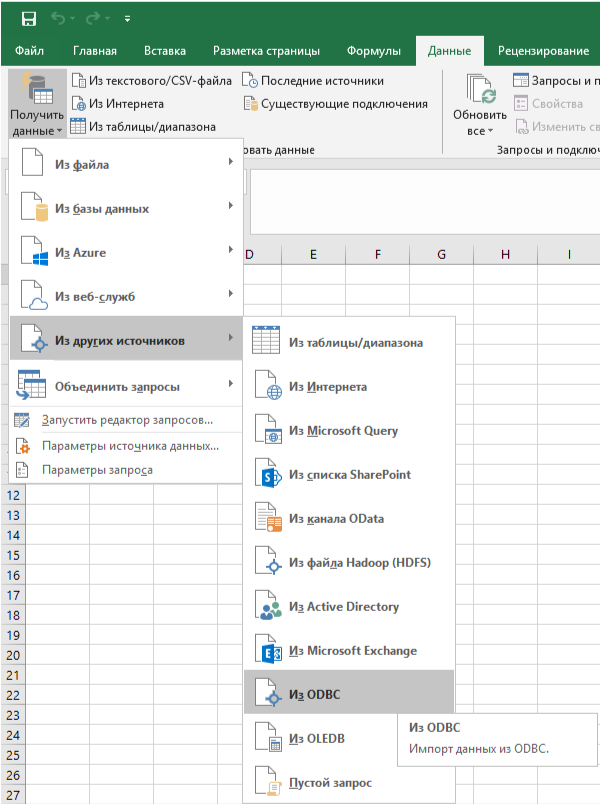 Файл Главная Вставка Разметка страницы Формулы Данные Рецензирование
Получить данные
Из текстового/CSV-файла
Из Интернета
Из таблицы/диапазона
Последние источники
Существующие подключения
Обновить все
Запросы и п
Свойства
Изменить св
овать данные
Запросы и подключ
Из файла
Из базы данных
Из Azure
Из веб-служб
Из других источников
Объединить запросы
Запустить редактор запросов...
Параметры источника данных...
Параметры запроса
D E F G H I
Из таблицы/диапазона
Из Интернета
Из Microsoft Query
Из списка SharePoint
Из канала OData
Из файла Hadoop (HDFS)
Из Active Directory
Из Microsoft Exchange
Из ODBC
Из OLEDB
Пустой запрос
Из ODBC
Импорт данных из ODBC.
12
13
14
15
16
17
18
19
20
21
22
23
24
25
26
27